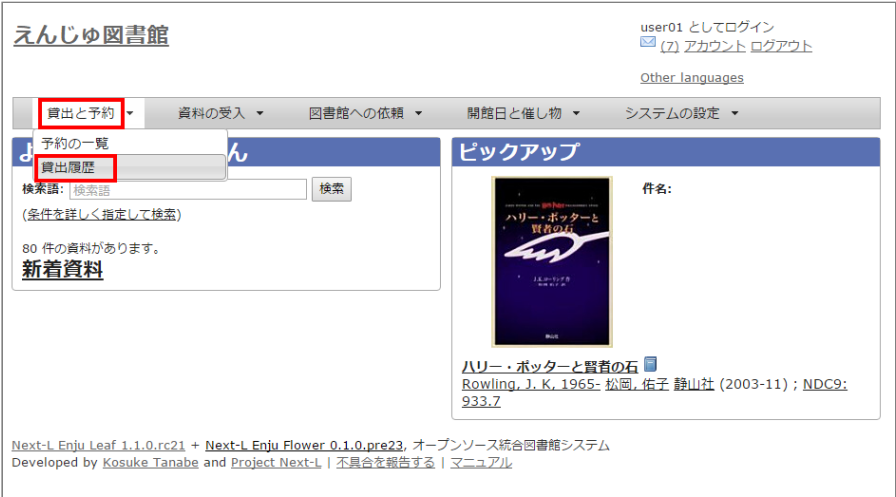 えんじゅ図書館
user01 としてログイン
(7) アカウント ログアウト
Other languages
貸出と予約 ▼ 資料の受入 ▼ 図書館への依頼 ▼ 開館日と催し物 ▼ システムの設定 ▼
予約の一覧
貸出履歴
よ
ん
検索語: 検索語 検索
(条件を詳しく指定して検索)
80 件の資料があります。
新着資料
ピックアップ
ハリー・ポッターと
賢者の石
J.K.ローリング 作
静山社
件名:
ハリー・ポッターと賢者の石
Rowling, J. K, 1965- 松岡, 佑子 静山社 (2003-11) ; NDC9:
933.7
Next-L Enju Leaf 1.1.0.rc21 + Next-L Enju Flower 0.1.0.pre23, オープンソース統合図書館システム
Developed by Kosuke Tanabe and Project Next-L | 不具合を報告する | マニュアル